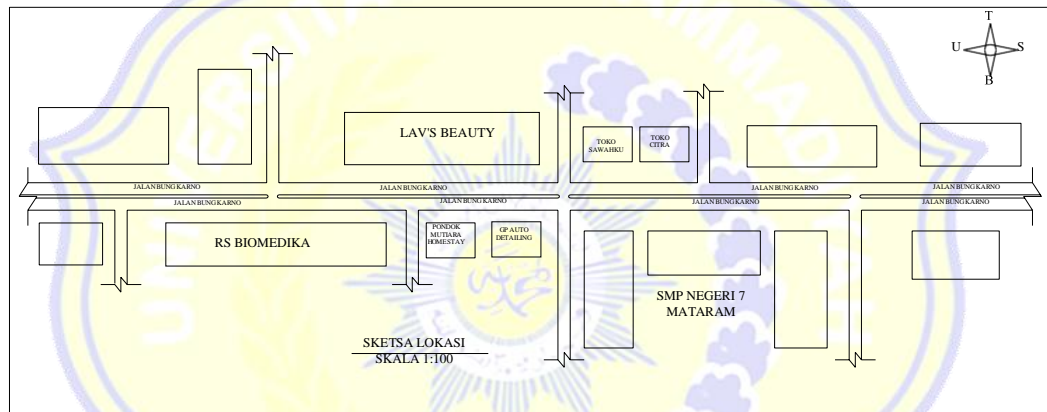 T
U S
B
LAV'S BEAUTY
TOKO
SAWAHKU
TOKO
CITRA
JALAN BUNG KARNO
JALAN BUNG KARNO
JALAN BUNG KARNO
JALAN BUNG KARNO
JALAN BUNG KARNO
JALAN BUNG KARNO
JALAN BUNG KARNO
JALAN BUNG KARNO
RS BIOMEDIKA
PONDOK
MUTIARA
HOMESTAY
GP AUTO
DETAILING
SMP NEGERI 7
MATARAM
SKETSA LOKASI
SKALA 1:100